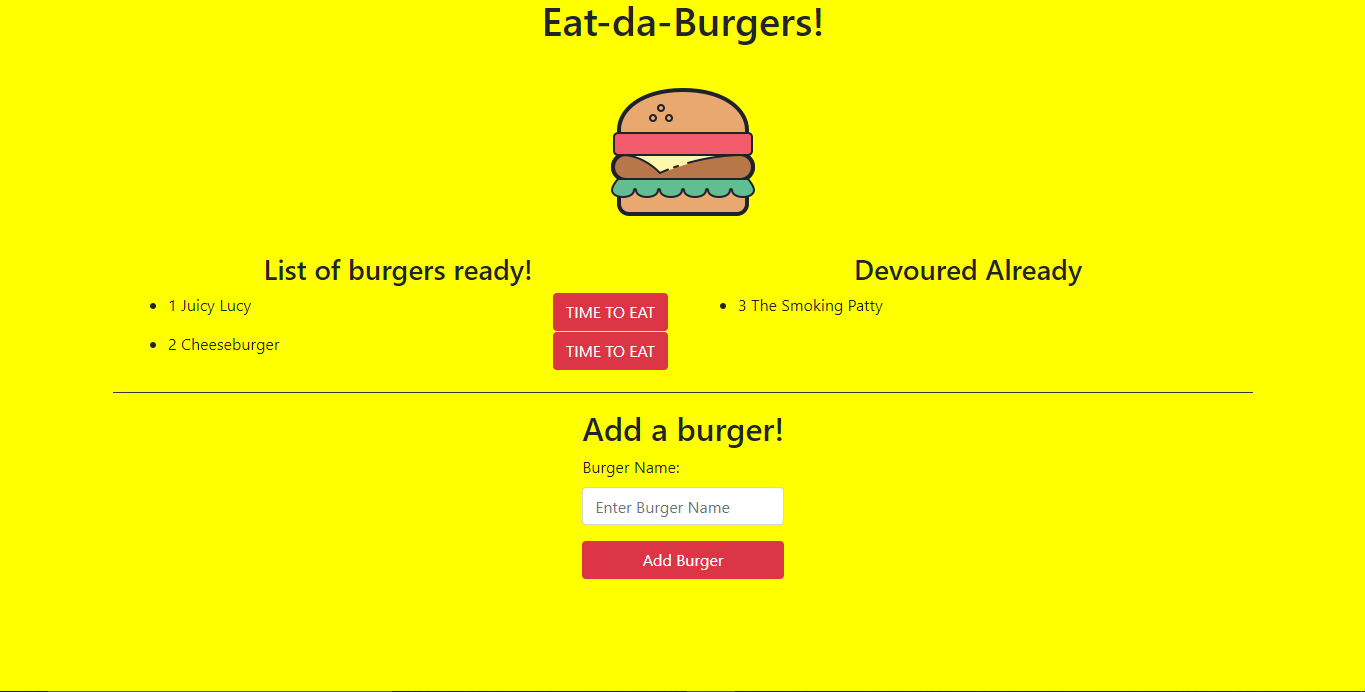 Eat-da-Burgers!
List of burgers ready!
1 Juicy Lucy
TIME TO EAT
2 Cheeseburger
TIME TO EAT
Devoured Already
3 The Smoking Patty
Add a burger!
Burger Name:
Enter Burger Name
Add Burger